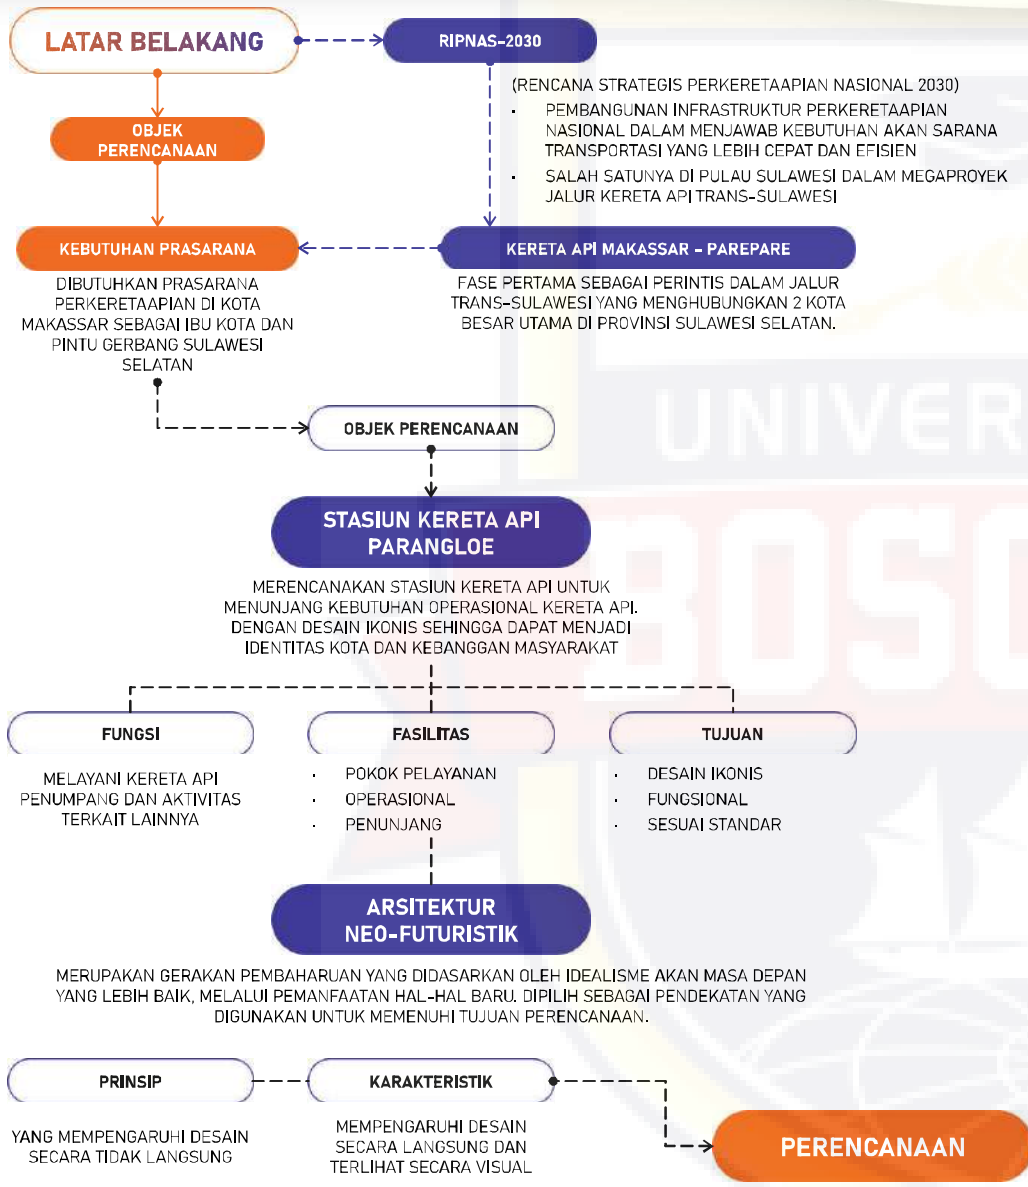 LATAR BELAKANG
RIPNAS-2030
(RENCANA STRATEGIS PERKERETAAPIAN NASIONAL 2030)
· PEMBANGUNAN INFRASTRUKTUR PERKERETAAPIAN
NASIONAL DALAM MENJAWAB KEBUTUHAN AKAN SARANA
TRANSPORTASI YANG LEBIH CEPAT DAN EFISIEN
· SALAH SATUNYA DI PULAU SULAWESI DALAM MEGAPROYEK
JALUR KERETA API TRANS-SULAWESI
OBJEK
PERENCANAAN
KEBUTUHAN PRASARANA
DIBUTUHKAN PRASARANA
PERKERETAAPIAN DI KOTA
MAKASSAR SEBAGAI IBU KOTA DAN
PINTU GERBANG SULAWESI
SELATAN
KERETA API MAKASSAR - PAREPARE
FASE PERTAMA SEBAGAI PERINTIS DALAM JALUR
TRANS-SULAWESI YANG MENGHUBUNGKAN 2 KOTA
BESAR UTAMA DI PROVINSI SULAWESI SELATAN.
OBJEK PERENCANAAN
STASIUN KERETA API
PARANGLOE
MERENCANAKAN STASIUN KERETA API UNTUK
MENUNJANG KEBUTUHAN OPERASIONAL KERETA API.
DENGAN DESAIN IKONIS SEHINGGA DAPAT MENJADI
IDENTITAS KOTA DAN KEBANGGAN MASYARAKAT
FUNGSI
MELAYANI KERETA API
PENUMPANG DAN AKTIVITAS
TERKAIT LAINNYA
FASILITAS
· POKOK PELAYANAN
· OPERASIONAL
· PENUNJANG
TUJUAN
· DESAIN IKONIS
· FUNGSIONAL
· SESUAI STANDAR
ARSITEKTUR
NEO-FUTURISTIK
MERUPAKAN GERAKAN PEMBAHARUAN YANG DIDASARKAN OLEH IDEALISME AKAN MASA DEPAN
YANG LEBIH BAIK, MELALUI PEMANFAATAN HAL-HAL BARU. DIPILIH SEBAGAI PENDEKATAN YANG
DIGUNAKAN UNTUK MEMENUHI TUJUAN PERENCANAAN.
PRINSIP
YANG MEMPENGARUHI DESAIN
SECARA TIDAK LANGSUNG
KARAKTERISTIK
MEMPENGARUHI DESAIN
SECARA LANGSUNG DAN
TERLIHAT SECARA VISUAL
PERENCANAAN
UNIVER
BOSO